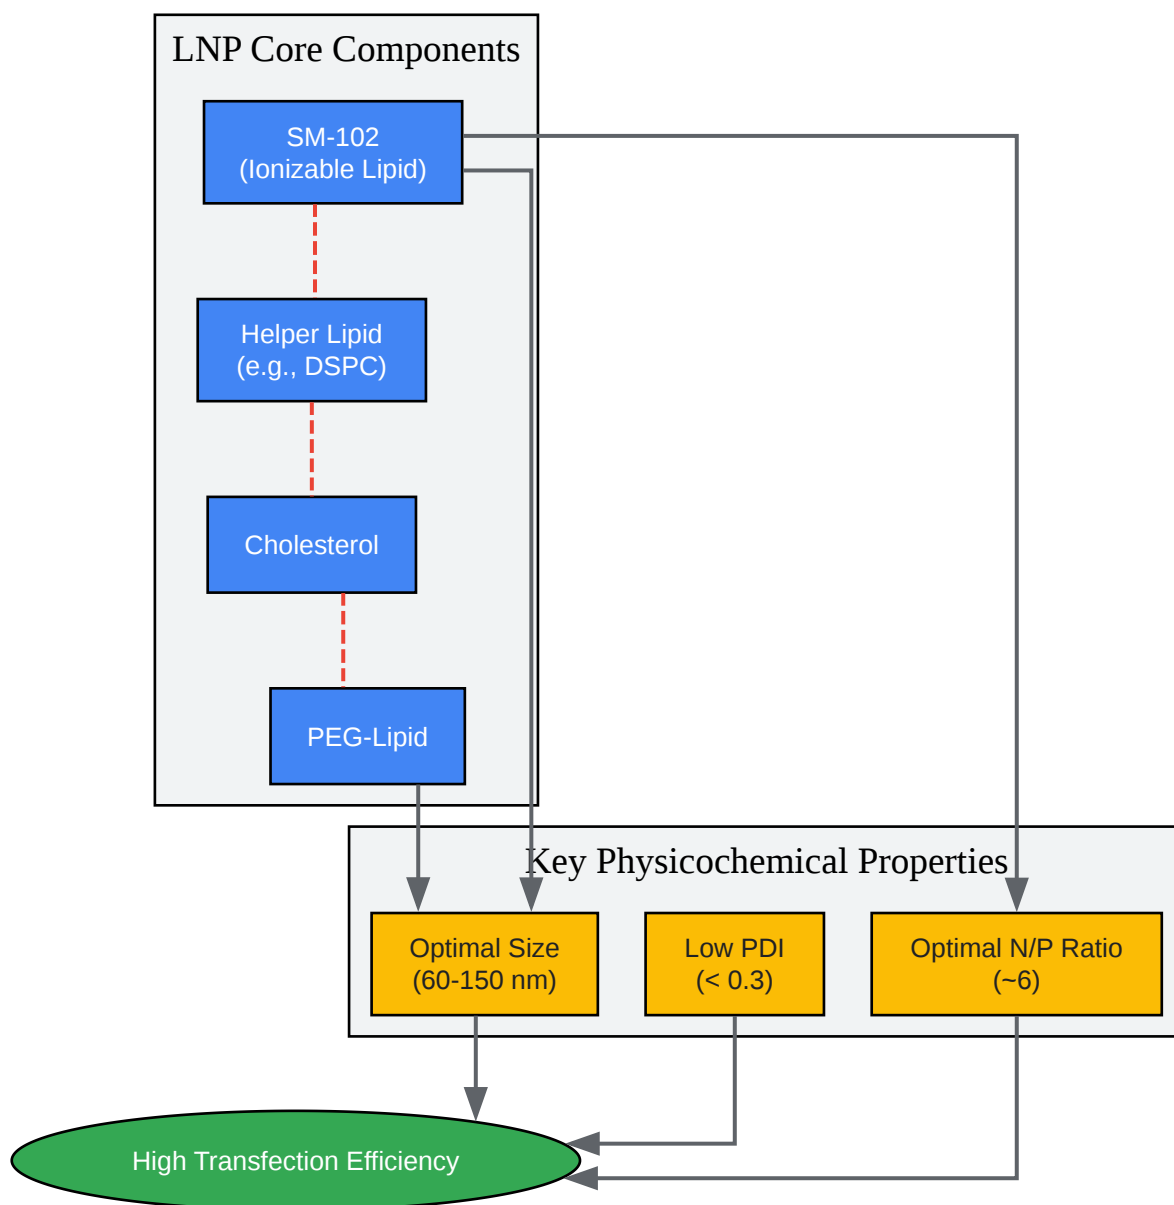 LNP Core Components
SM-102
(Ionizable Lipid)
Helper Lipid
(e.g., DSPC)
Cholesterol
PEG-Lipid
Key Physicochemical Properties
Optimal Size
(60-150 nm)
Low PDI
(< 0.3)
Optimal N/P Ratio
(~6)
High Transfection Efficiency